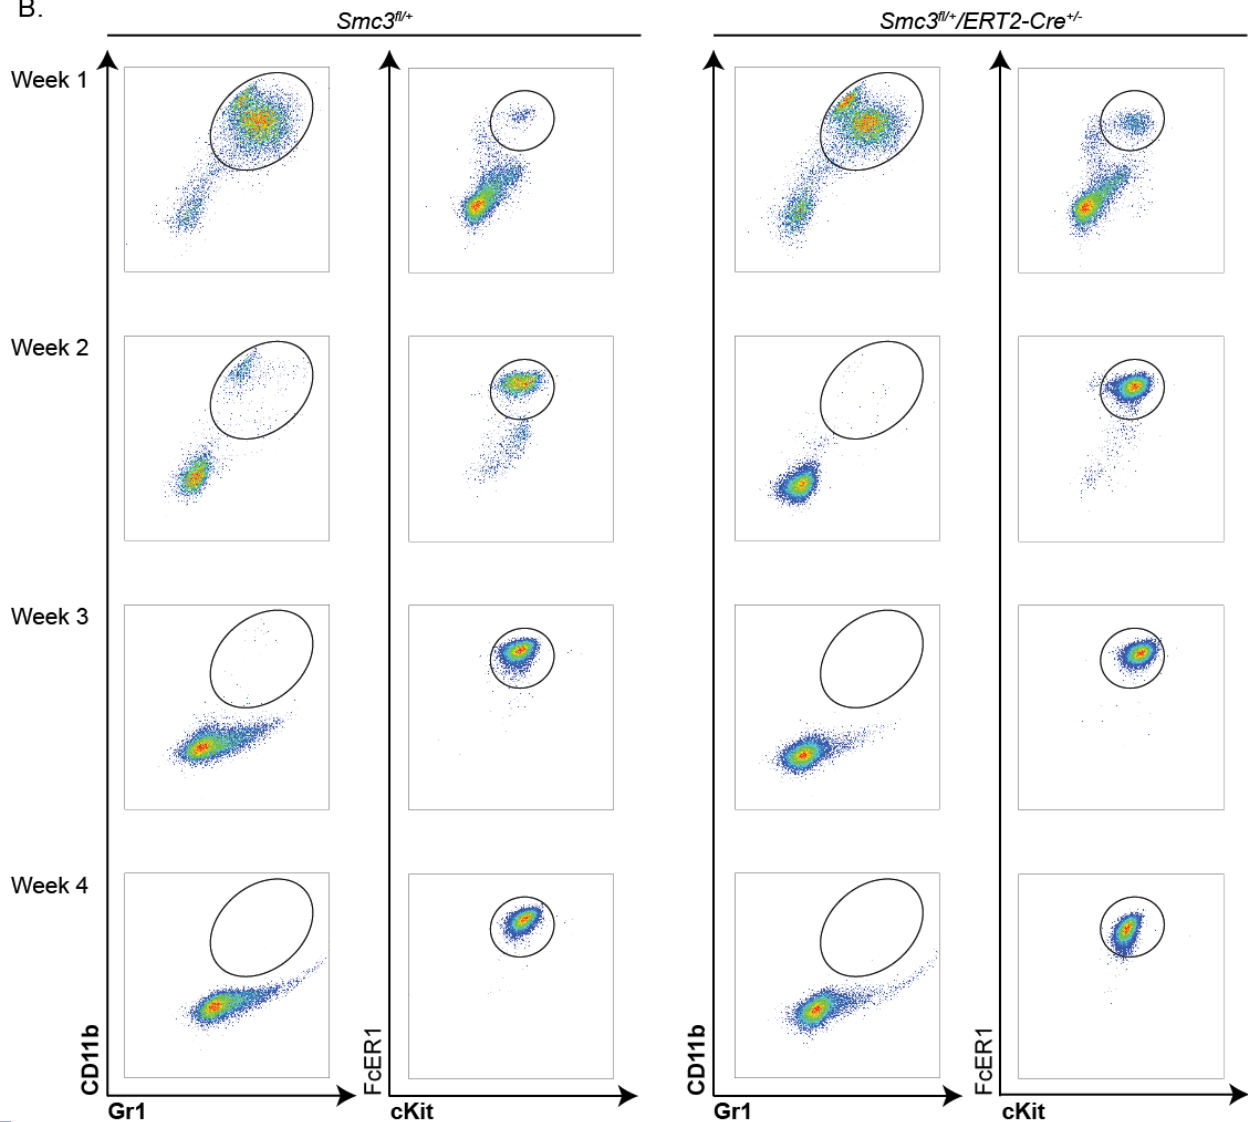 B.
Smc3fl/+
Smc3fl/+/ERT2-Cre+/-
Week 1
Week 2
Week 3
Week 4
CD11b
FcER1
CD11b
FcER1
Gr1
cKit
Gr1
cKit